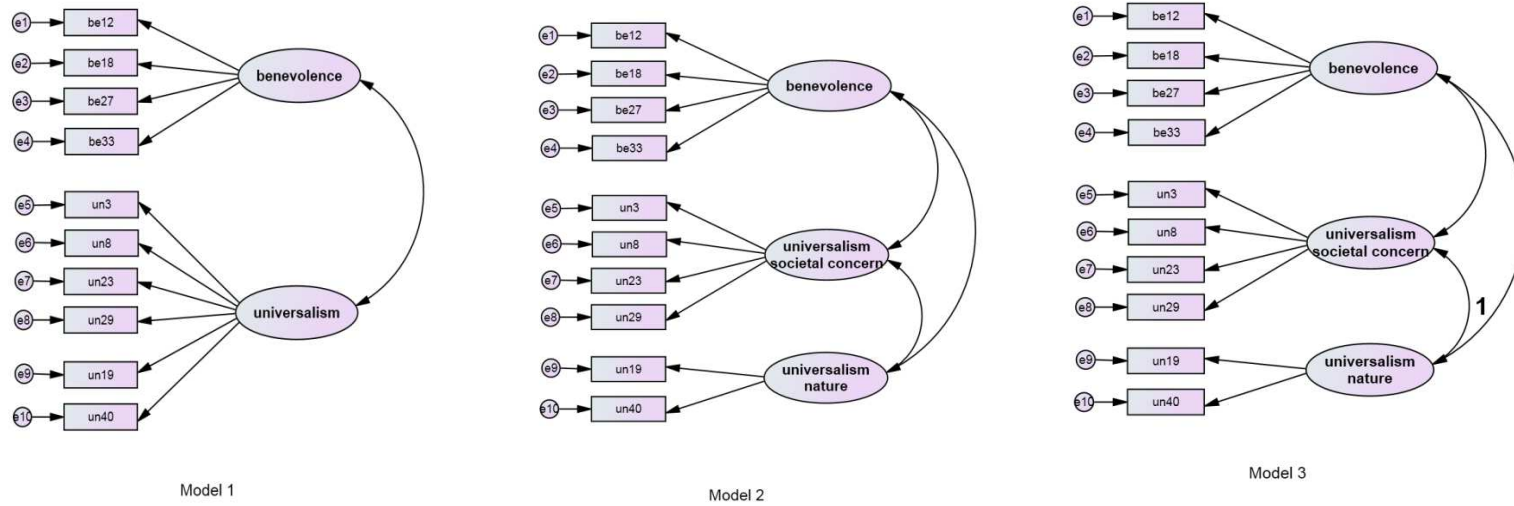 e1
be12
e2
be18
e3
be27
e4
be33
benevolence
e5
un3
e6
un8
e7
un23
e8
un29
e9
un19
e10
un40
universalism
Model 1
e1
be12
e2
be18
e3
be27
e4
be33
benevolence
e5
un3
e6
un8
e7
un23
e8
un29
universalism
societal concern
e9
un19
e10
un40
universalism
nature
Model 2
e1
be12
e2
be18
e3
be27
e4
be33
benevolence
e5
un3
e6
un8
e7
un23
e8
un29
universalism
societal concern
1
e9
un19
e10
un40
universalism
nature
Model 3